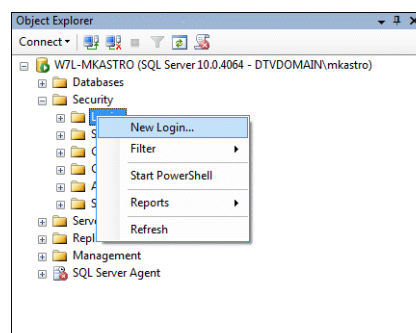 Object Explorer
Connect
W7L-MKASTRO (SQL Server 10.0.4064 - DTVDOMAIN\mkastro)
Databases
Security
New Login...
Filter
Start PowerShell
Reports
Refresh
Management
SQL Server Agent